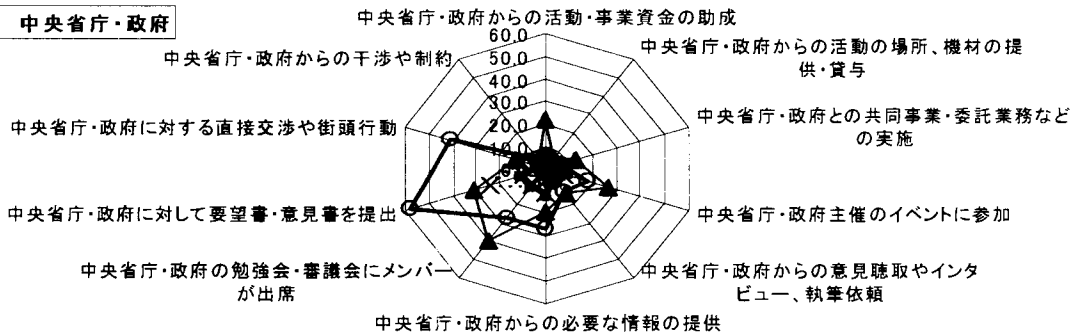 中央省庁・政府
中央省庁・政府からの活動・事業資金の助成
60.0
50.0
40.0
30.0
20.0
10.0
中央省庁・政府からの活動の場所、機材の提
供・貸与
中央省庁・政府との共同事業・委託業務など
の実施
中央省庁・政府主催のイベントに参加
中央省庁・政府からの意見聴取やインタ
ビュー、執筆依頼
中央省庁・政府からの必要な情報の提供
中央省庁・政府の勉強会・審議会にメンバー
が出席
中央省庁・政府に対して要望書・意見書を提出
中央省庁・政府に対する直接交渉や街頭行動
中央省庁・政府からの干渉や制約